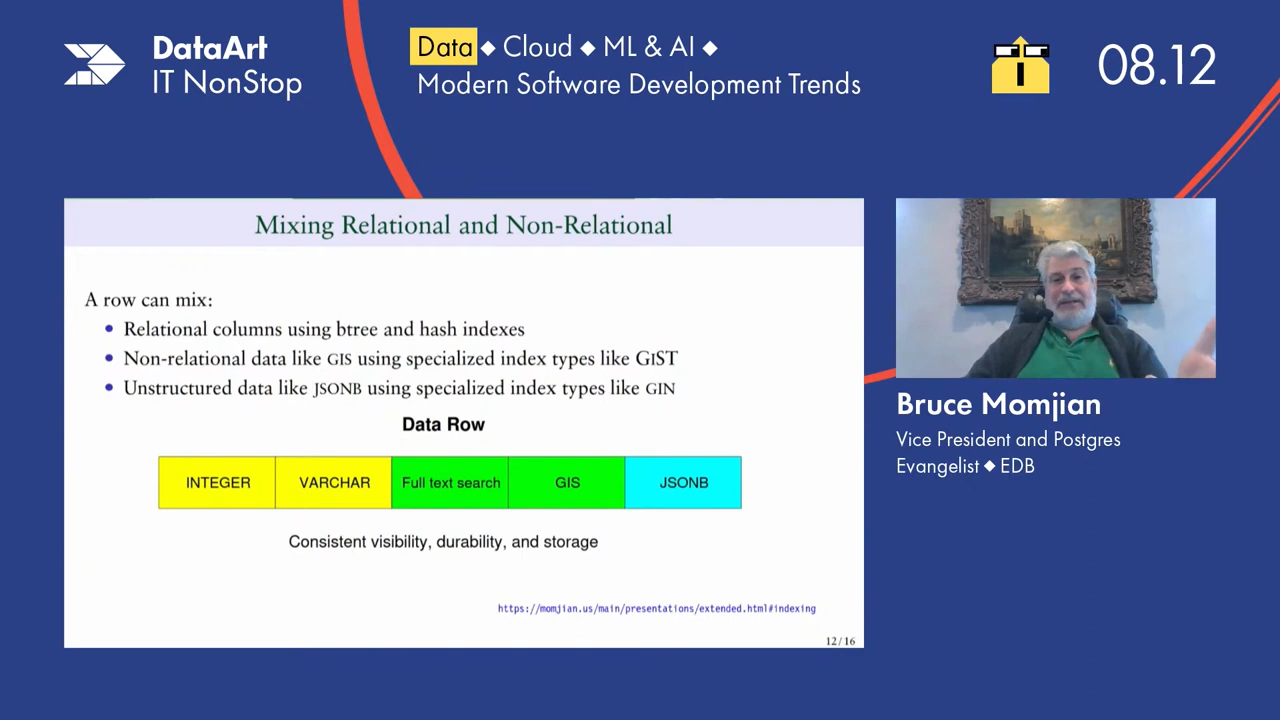 DataArt
IT NonStop
Data ◆ Cloud ◆ ML & AI ◆
Modern Software Development Trends
08.12
Mixing Relational and Non-Relational
A row can mix:
• Relational columns using btree and hash indexes
• Non-relational data like GIS using specialized index types like GIST
• Unstructured data like JSONB using specialized index types like GIN
Data Row
INTEGER VARCHAR Full text search GIS JSONB
Consistent visibility, durability, and storage
https://momjian.us/main/presentations/extended.html#indexing
12/16
Bruce Momjian
Vice President and Postgres
Evangelist ◆ EDB